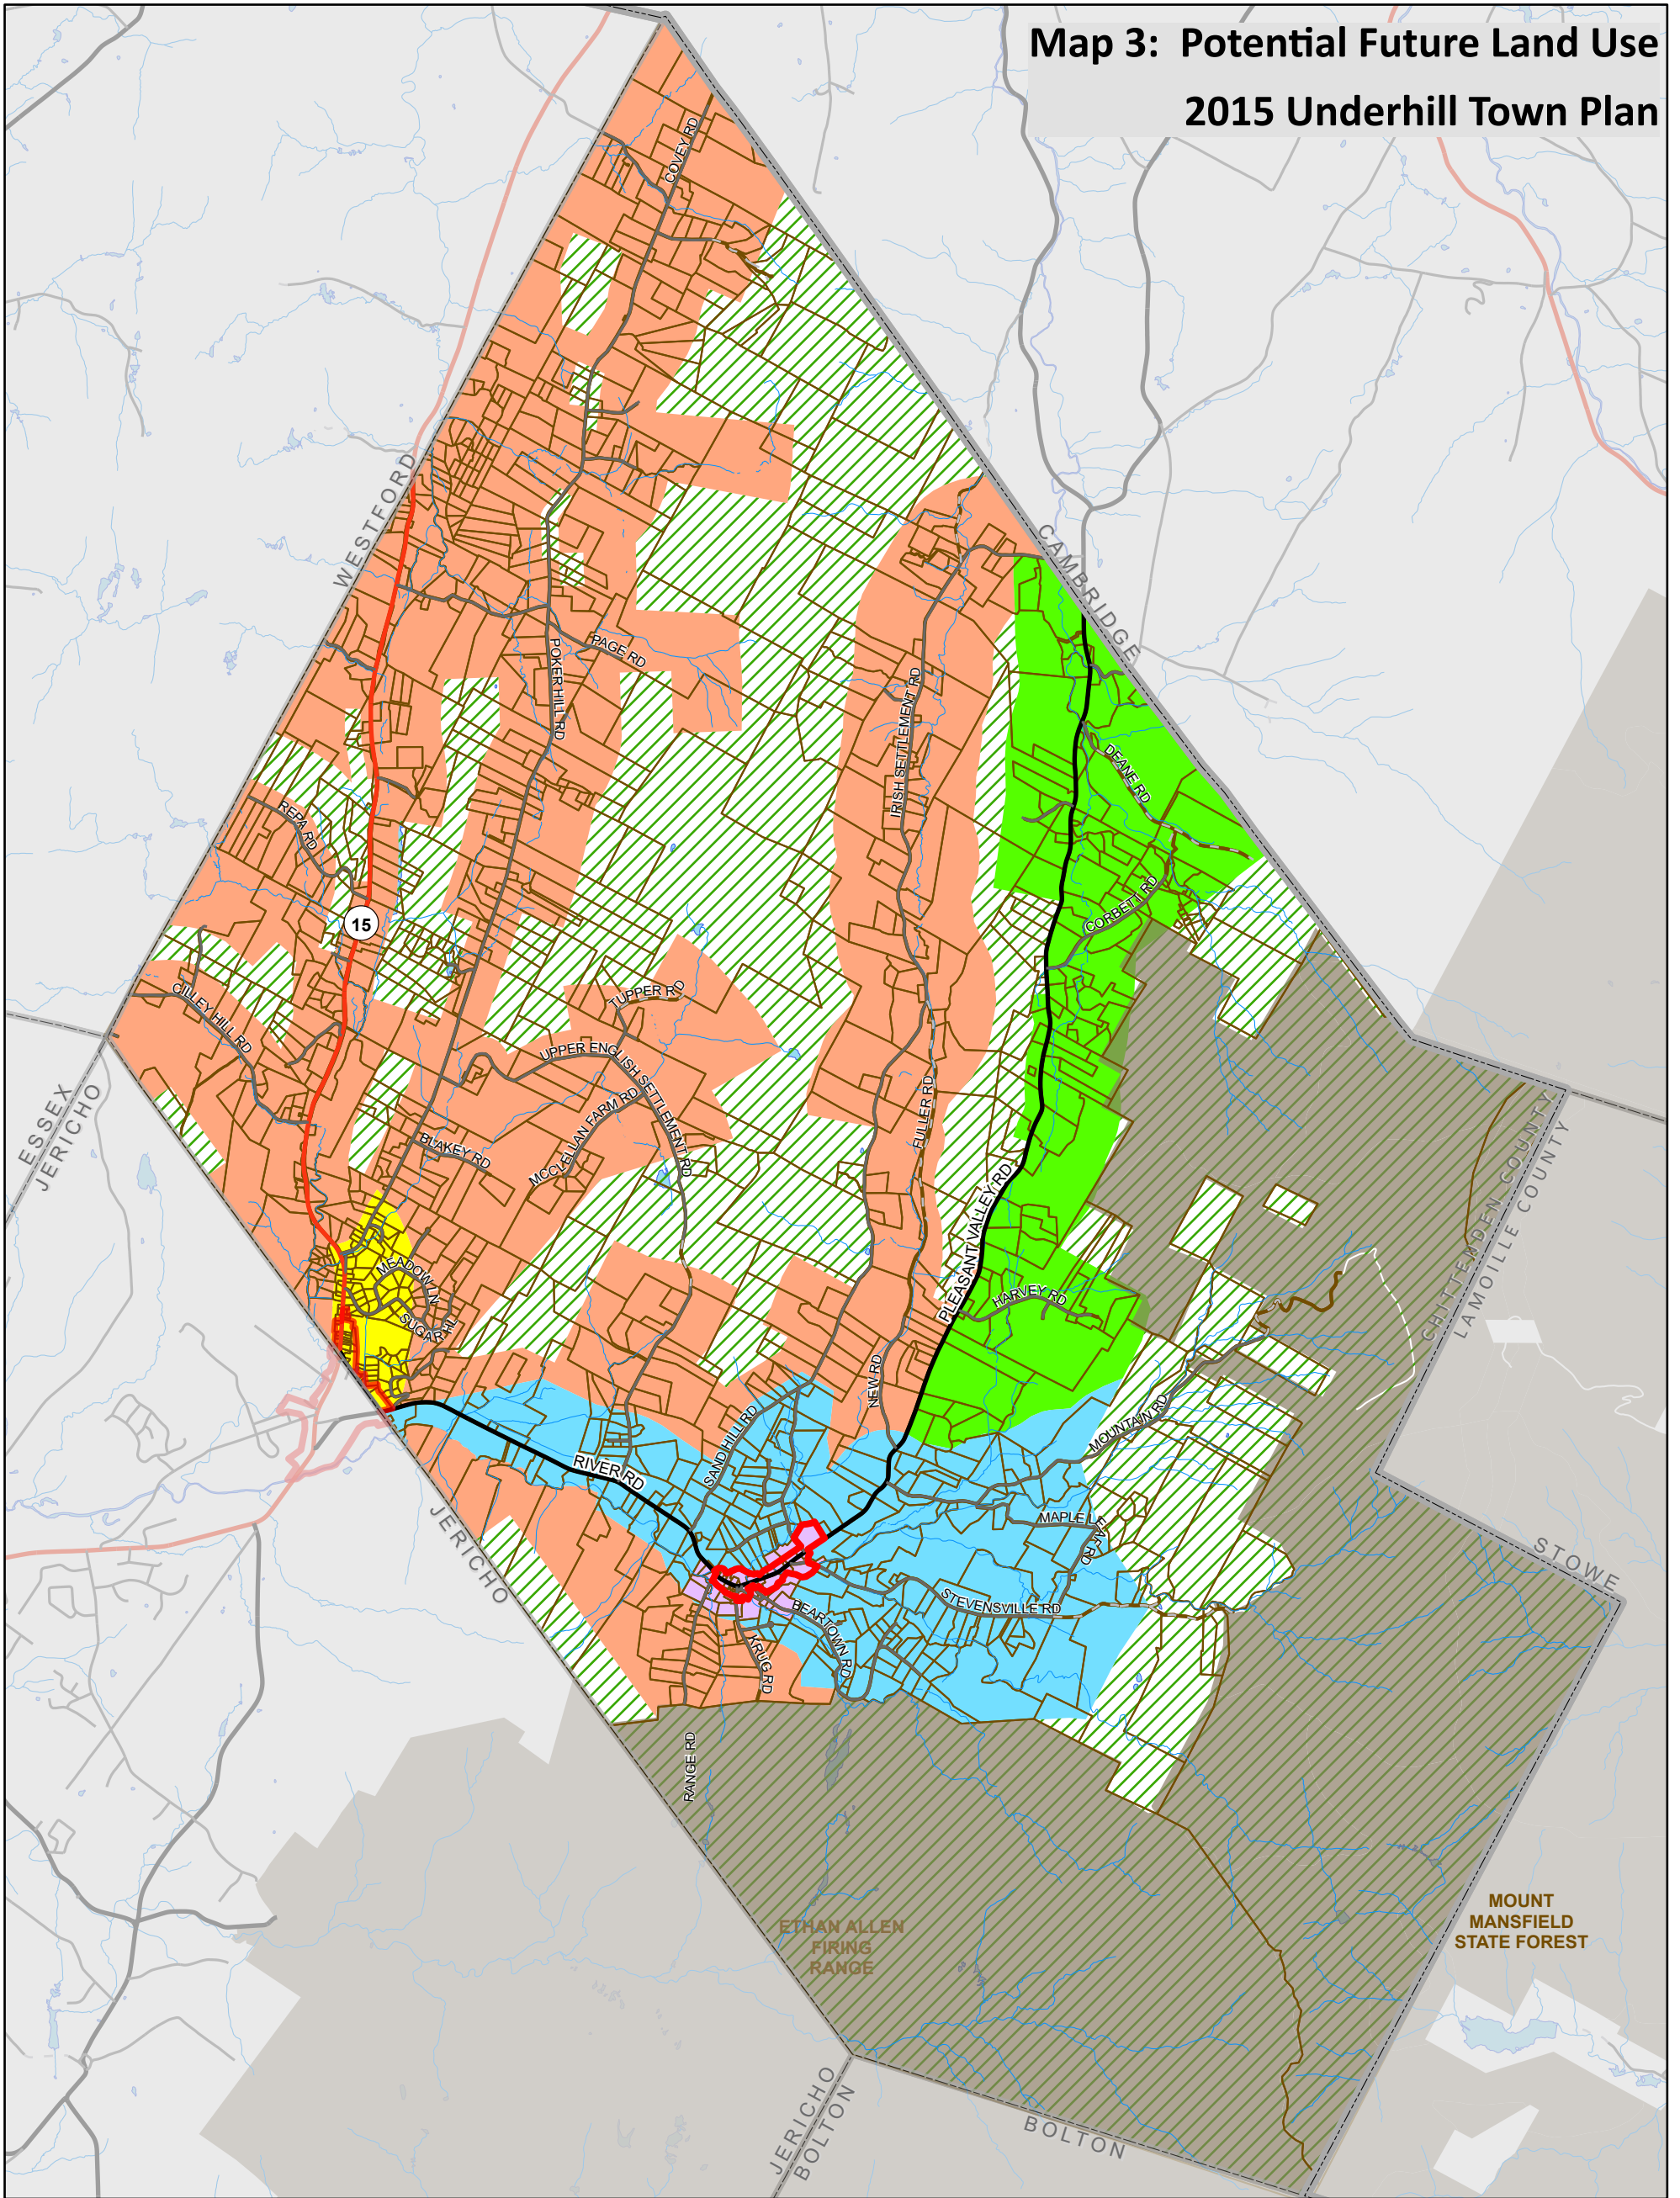 Map 3: Potential Future Land Use
2015 Underhill Town Plan
COVEY RD
WESTFORD
CAMBRIDGE
PAGE RD
POKER HILL RD
IRISH SETTLEMENT RD
DEANE RD
REPA RD
15
CORBETT RD
CILLEY HILL RD
TUPPER RD
UPPER ENGLISH SETTLEMENT RD
MCCLELLAN FARM RD
FULLER RD
ESSEX
JERICHO
BLAKEY RD
CHITTENDEN COUNTY
LAMOILLE COUNTY
PLEASANT VALLEY RD
MEADOW LN
SUGAR HL
HARVEY RD
NEW RD
MOUNTAIN RD
SAND HILL RD
RIVER RD
JERICHO
MAPLE LEAF RD
STOWE
STEVENSVILLE RD
BEARTOWN RD
KRUG RD
RANGE RD
MOUNT
MANSFIELD
STATE FOREST
ETHAN ALLEN
FIRING
RANGE
JERICHO
BOLTON
BOLTON